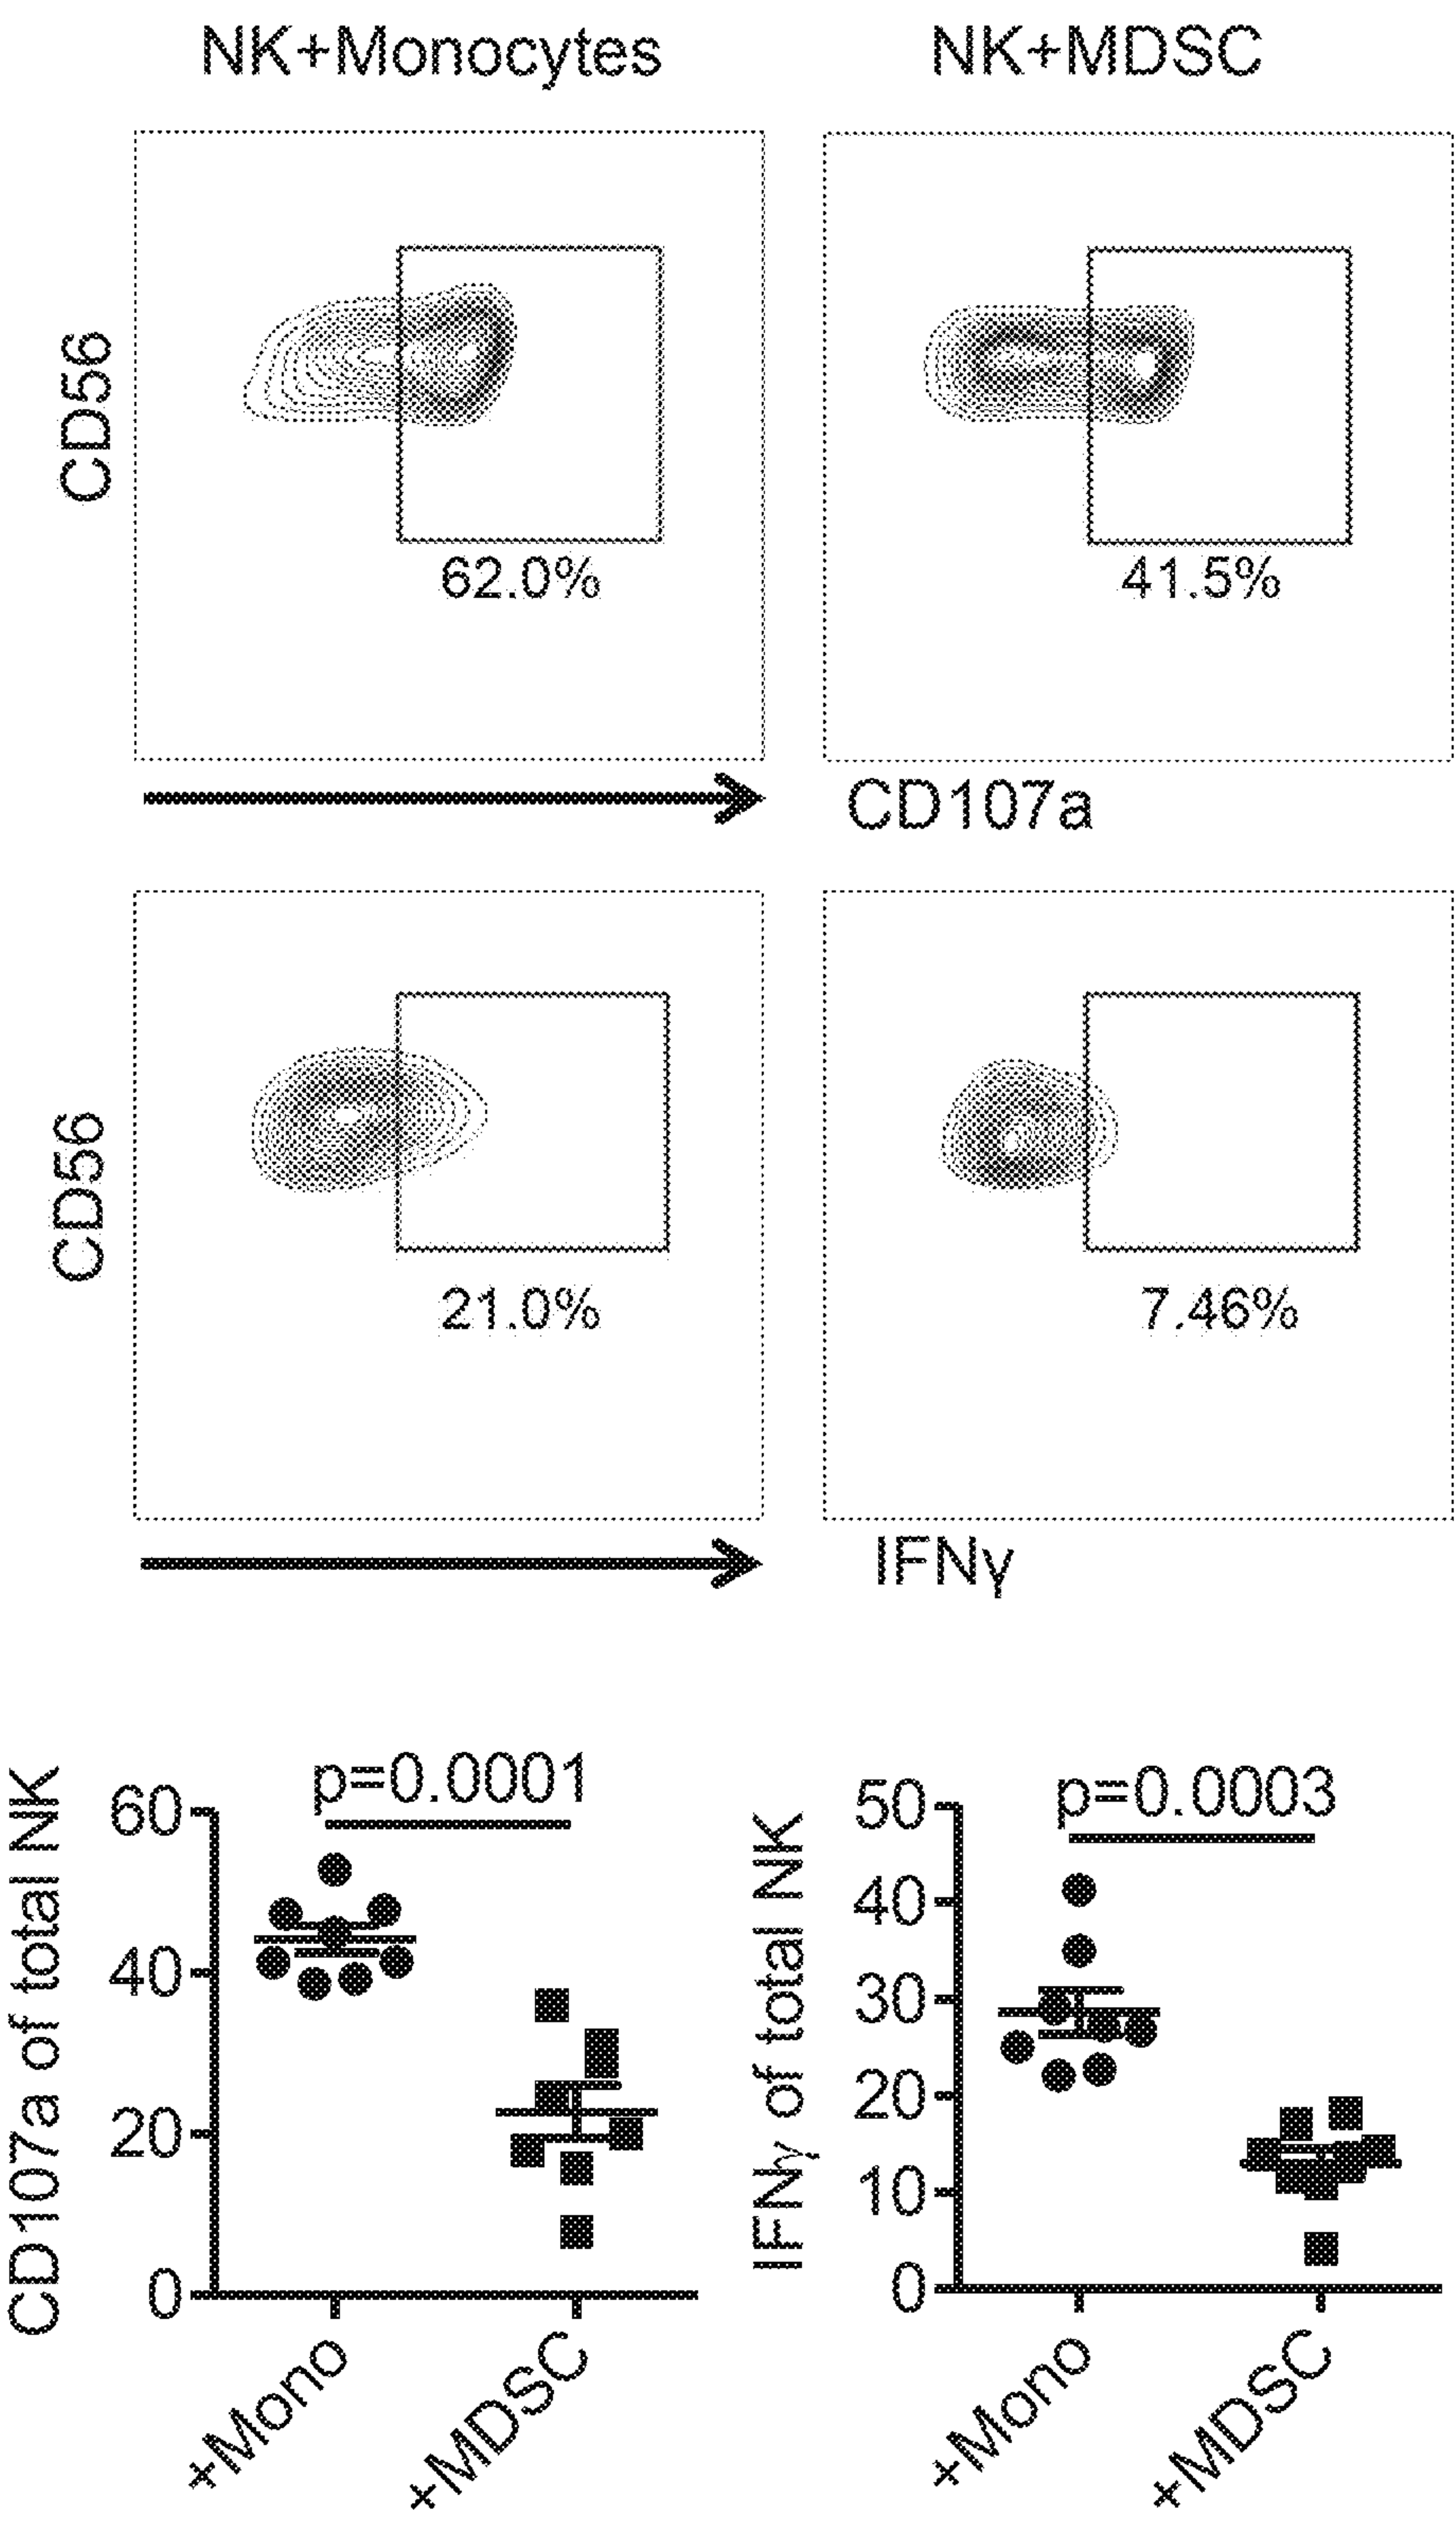 NK+Monocytes
NK+MDSC
CD56
62.0%
41.5%
CD107a
CD56
21.0%
7.46%
IFNγ
CD107a of total NK
p=0.0001
60
40
20
0
+Mono
+MDSC
IFNγ of total NK
p=0.0003
50
40
30
20
10
0
+Mono
+MDSC